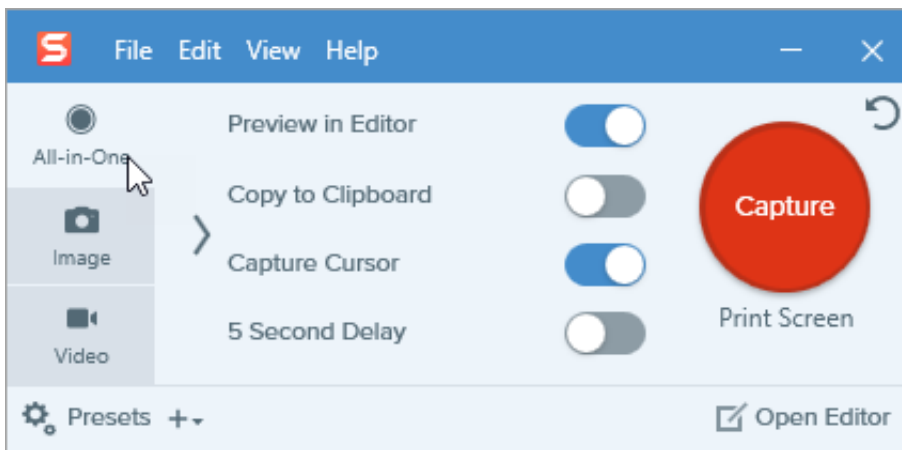 S File Edit View Help
All-in-One
Image
Video
Preview in Editor
Copy to Clipboard
Capture Cursor
5 Second Delay
Capture
Print Screen
Presets
Open Editor